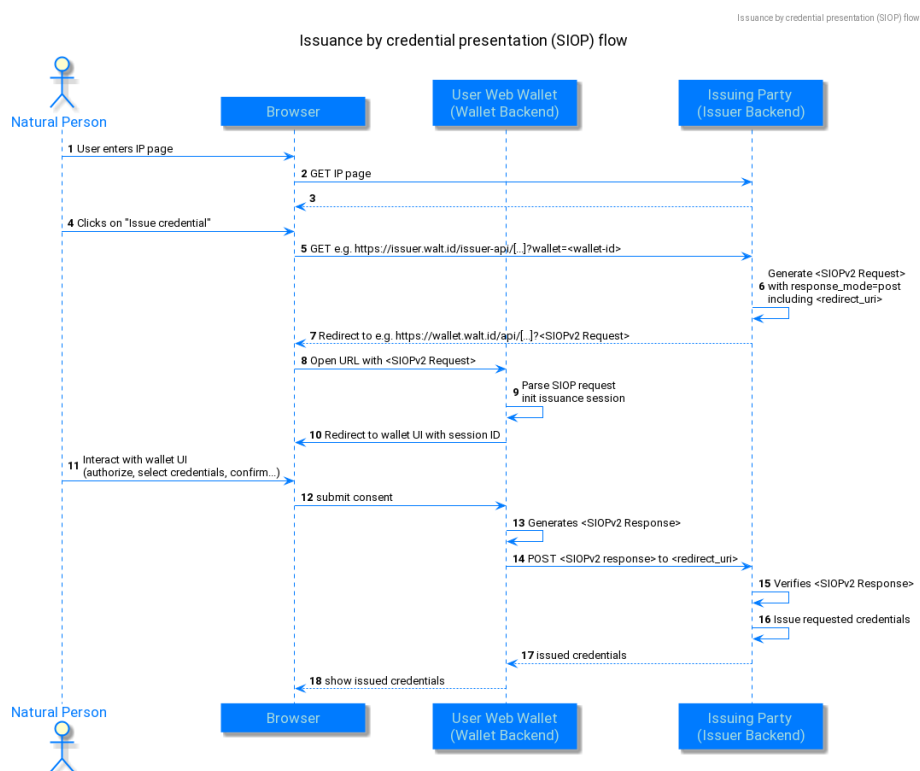 Issuance by credential presentation (SIOP) flow
Issuance by credential presentation (SIOP) flow
Natural Person
Browser
User Web Wallet
(Wallet Backend)
Issuing Party
(Issuer Backend)
1 User enters IP page
2 GET IP page
3
4 Clicks on "Issue credential"
5 GET e.g. https://issuer.walt.id/issuer-api/[...]?wallet=<wallet-id>
Generate <SIOPv2 Request>
6 with response_mode=post
including <redirect_uri>
7 Redirect to e.g. https://wallet.walt.id/api/[...]?<SIOPv2 Request>
8 Open URL with <SIOPv2 Request>
9 Parse SIOP request
init issuance session
10 Redirect to wallet UI with session ID
11 Interact with wallet UI
(authorize, select credentials, confirm...)
12 submit consent
13 Generates <SIOPv2 Response>
14 POST <SIOPv2 response> to <redirect_uri>
15 Verifies <SIOPv2 Response>
16 Issue requested credentials
17 issued credentials
18 show issued credentials
Natural Person
Browser
User Web Wallet
(Wallet Backend)
Issuing Party
(Issuer Backend)